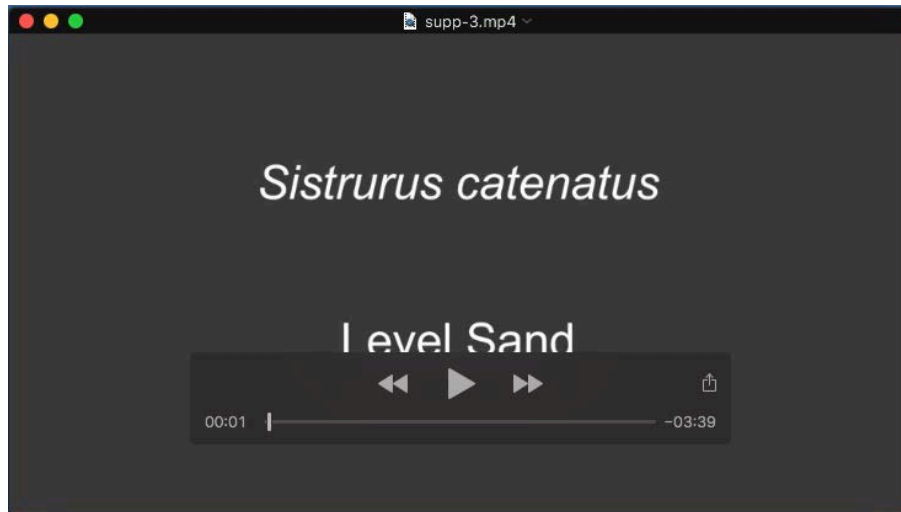 supp-3.mp4
Sistrurus catenatus
Level Sand
00:01 -03:39